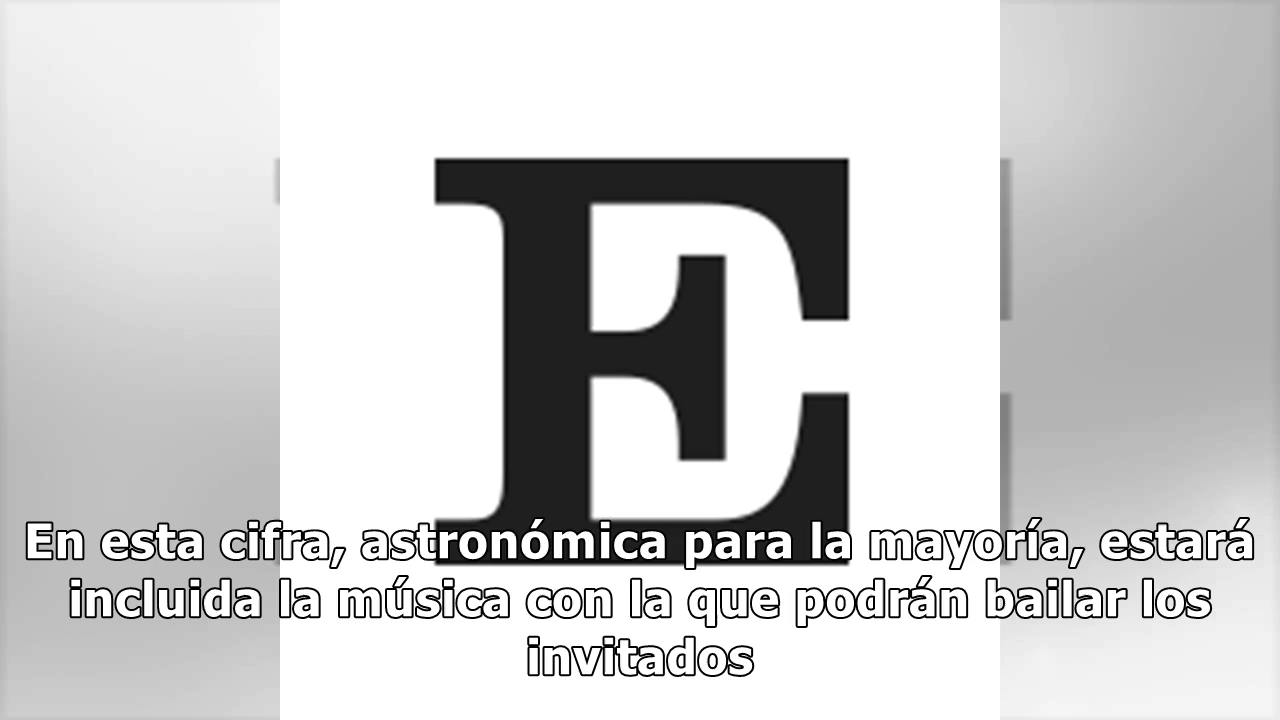 E
En esta cifra, astronómica para la mayoría, estará
incluida la música con la que podrán bailar los
invitados